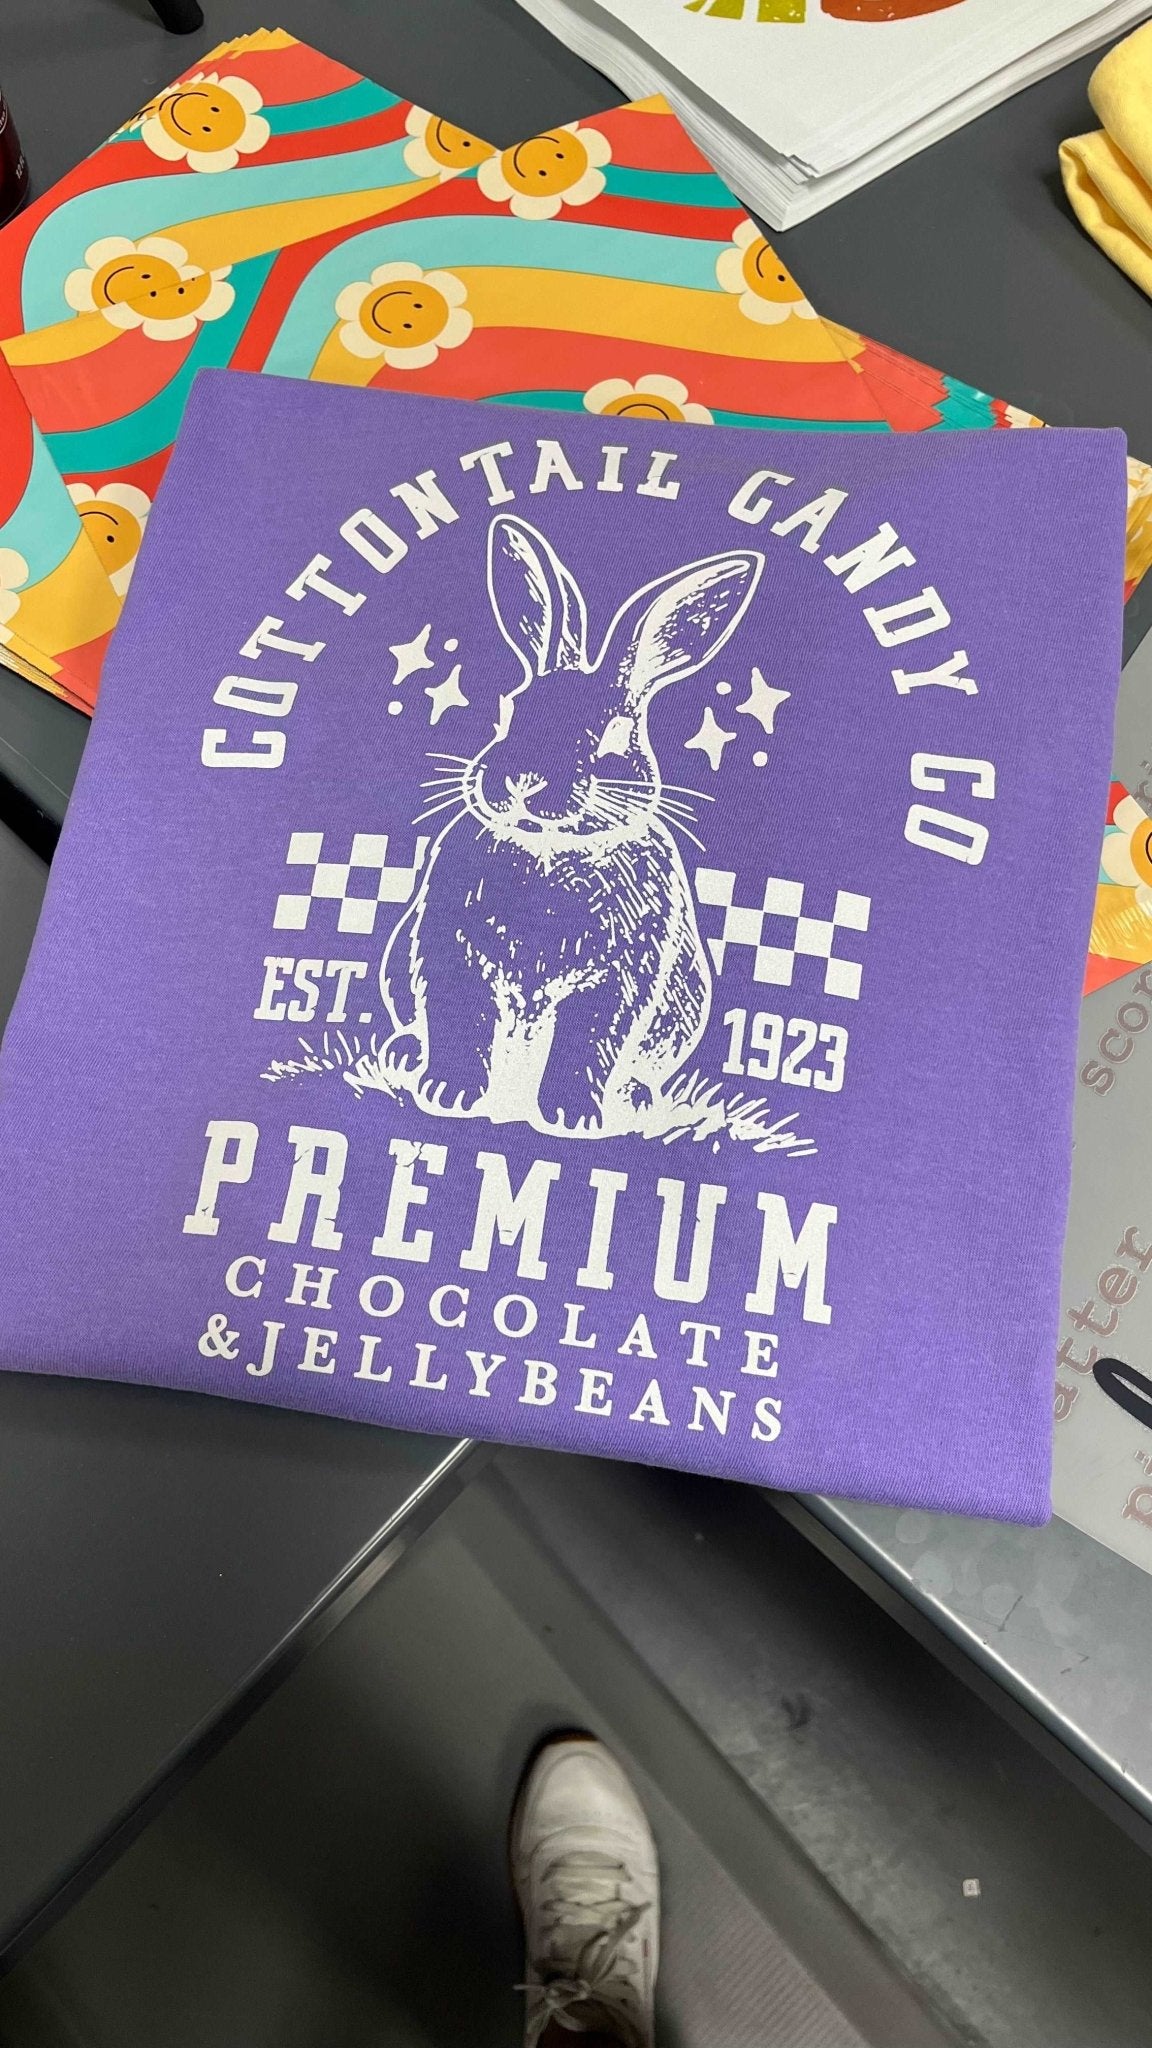 COTTONTAIL CANDY CO
EST.
1923
PREMIUM
CHOCOLATE
& JELLYBEANS